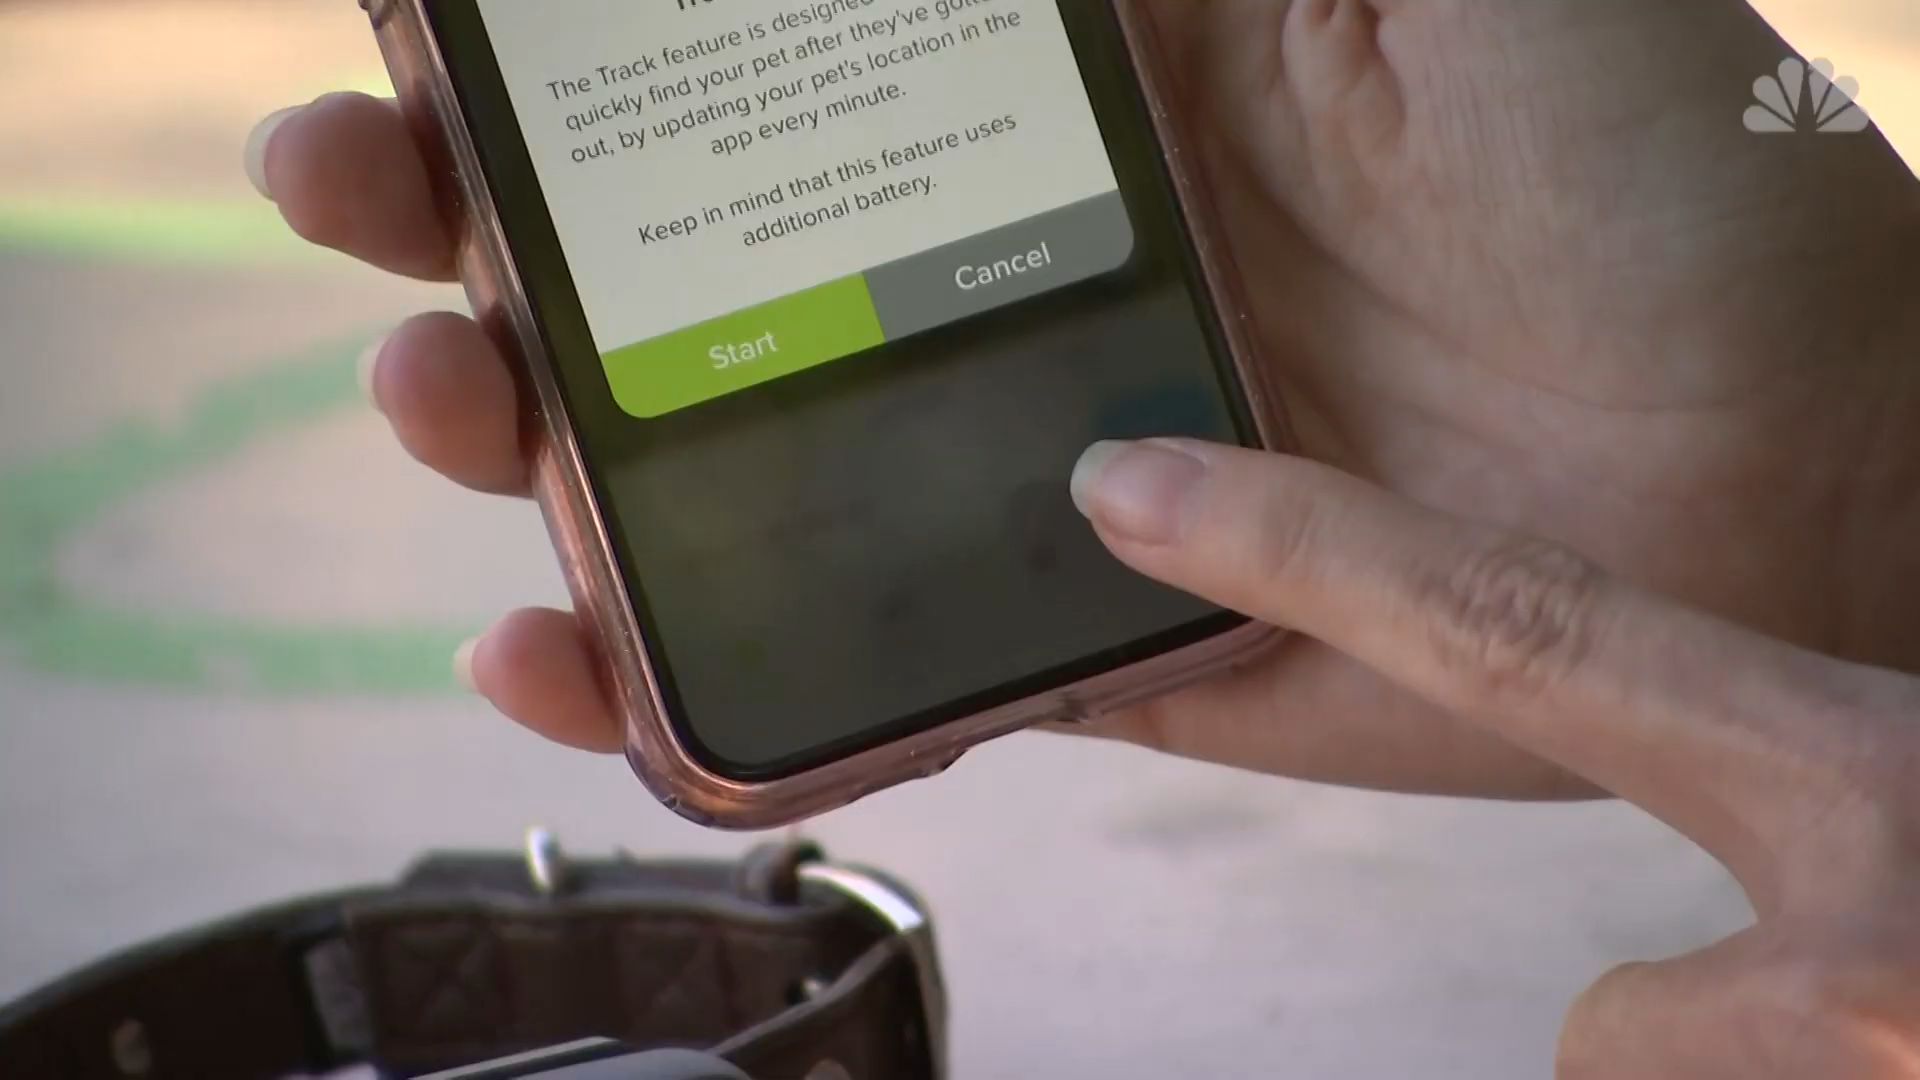 The Track feature is designed
quickly find your pet after they've
out, by updating your pet's location in the
app every minute.
Keep in mind that this feature uses
additional battery.
Start
Cancel